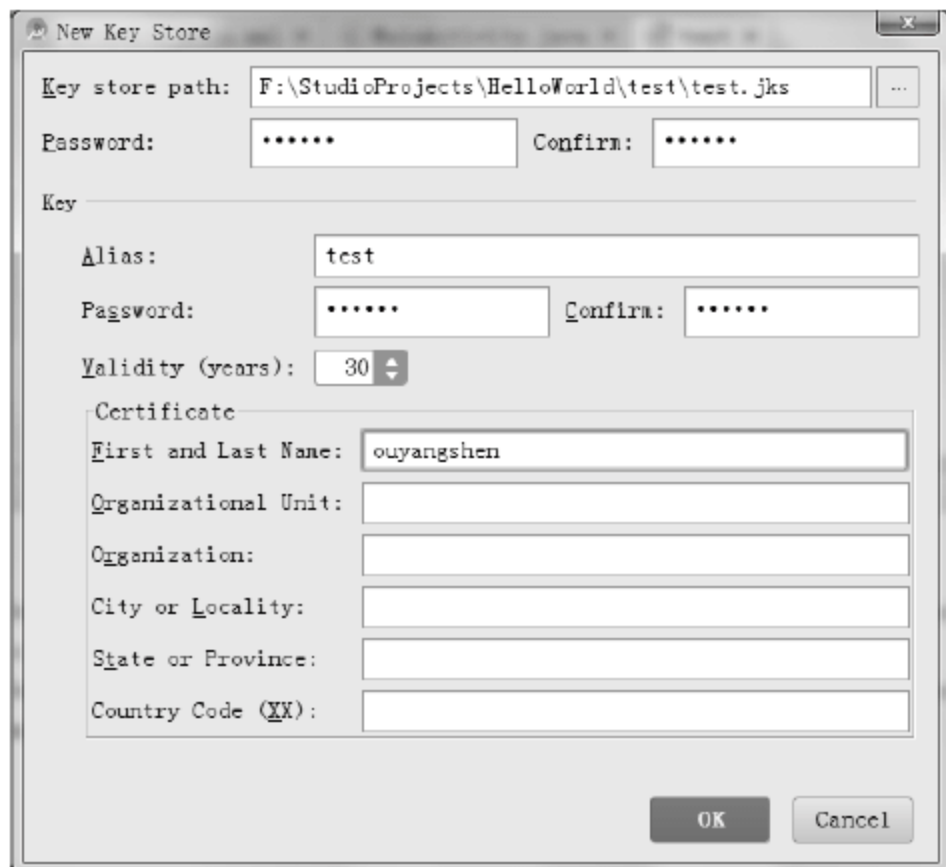 New Key Store
Key store path: F:\StudioProjects\HelloWorld\test\test.jks ...
Password: •••••• Confirm: ••••••
Key
Alias: test
Password: •••••• Confirm: ••••••
Validity (years): 30
Certificate
First and Last Name: ouyangshen
Organizational Unit:
Organization:
City or Locality:
State or Province:
Country Code (XX):
OK Cancel